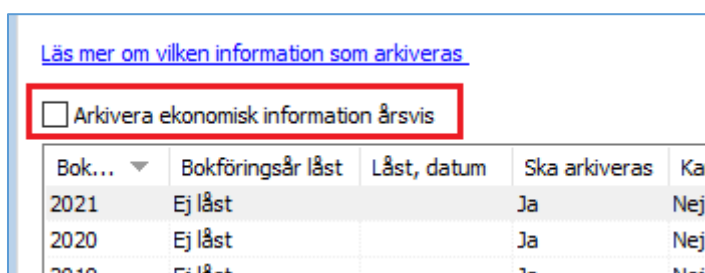 Läs mer om vilken information som arkiveras
Arkivera ekonomisk information årsvis
Bok... Bokföringsår låst Låst, datum Ska arkiveras
2021 Ej låst Ja Nej
2020 Ej låst Ja Nej